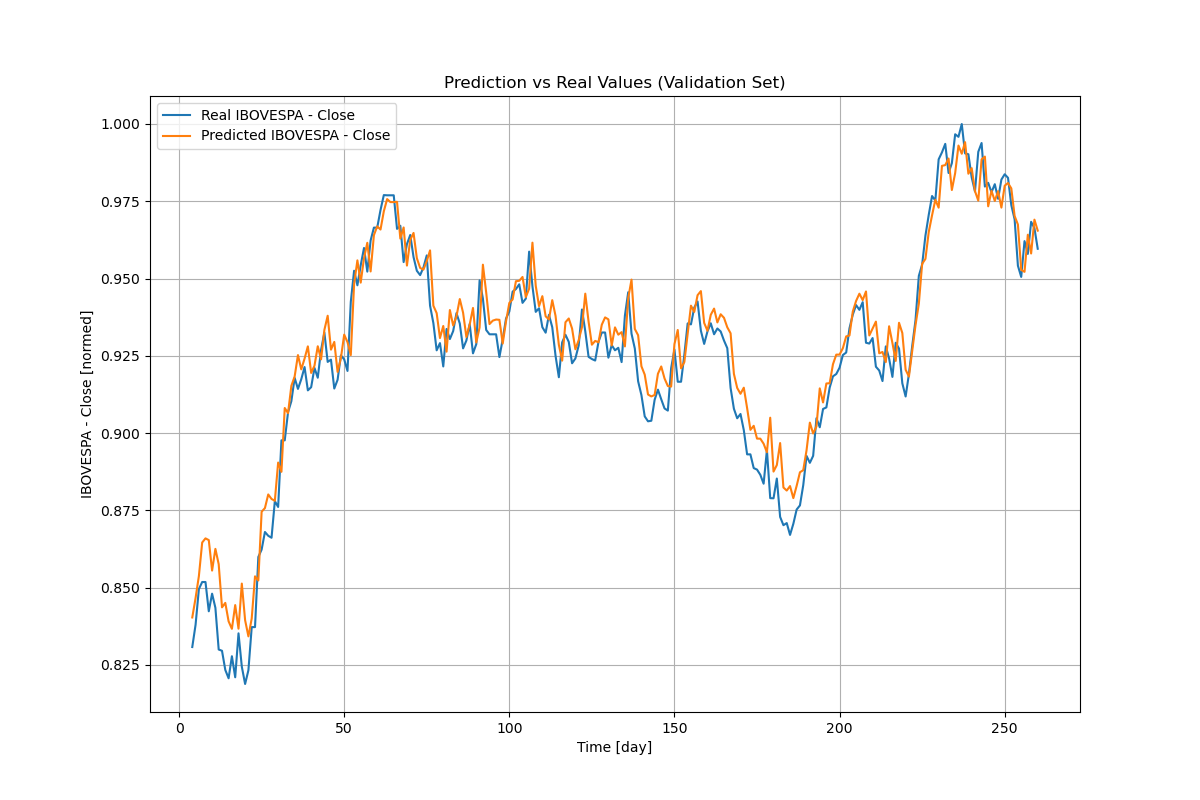 Prediction vs Real Values (Validation Set)
Real IBOVESPA - Close
Predicted IBOVESPA - Close
IBOVESPA - Close [normed]
1.000
0.975
0.950
0.925
0.900
0.875
0.850
0.825
0 50 100 150 200 250
Time [day]